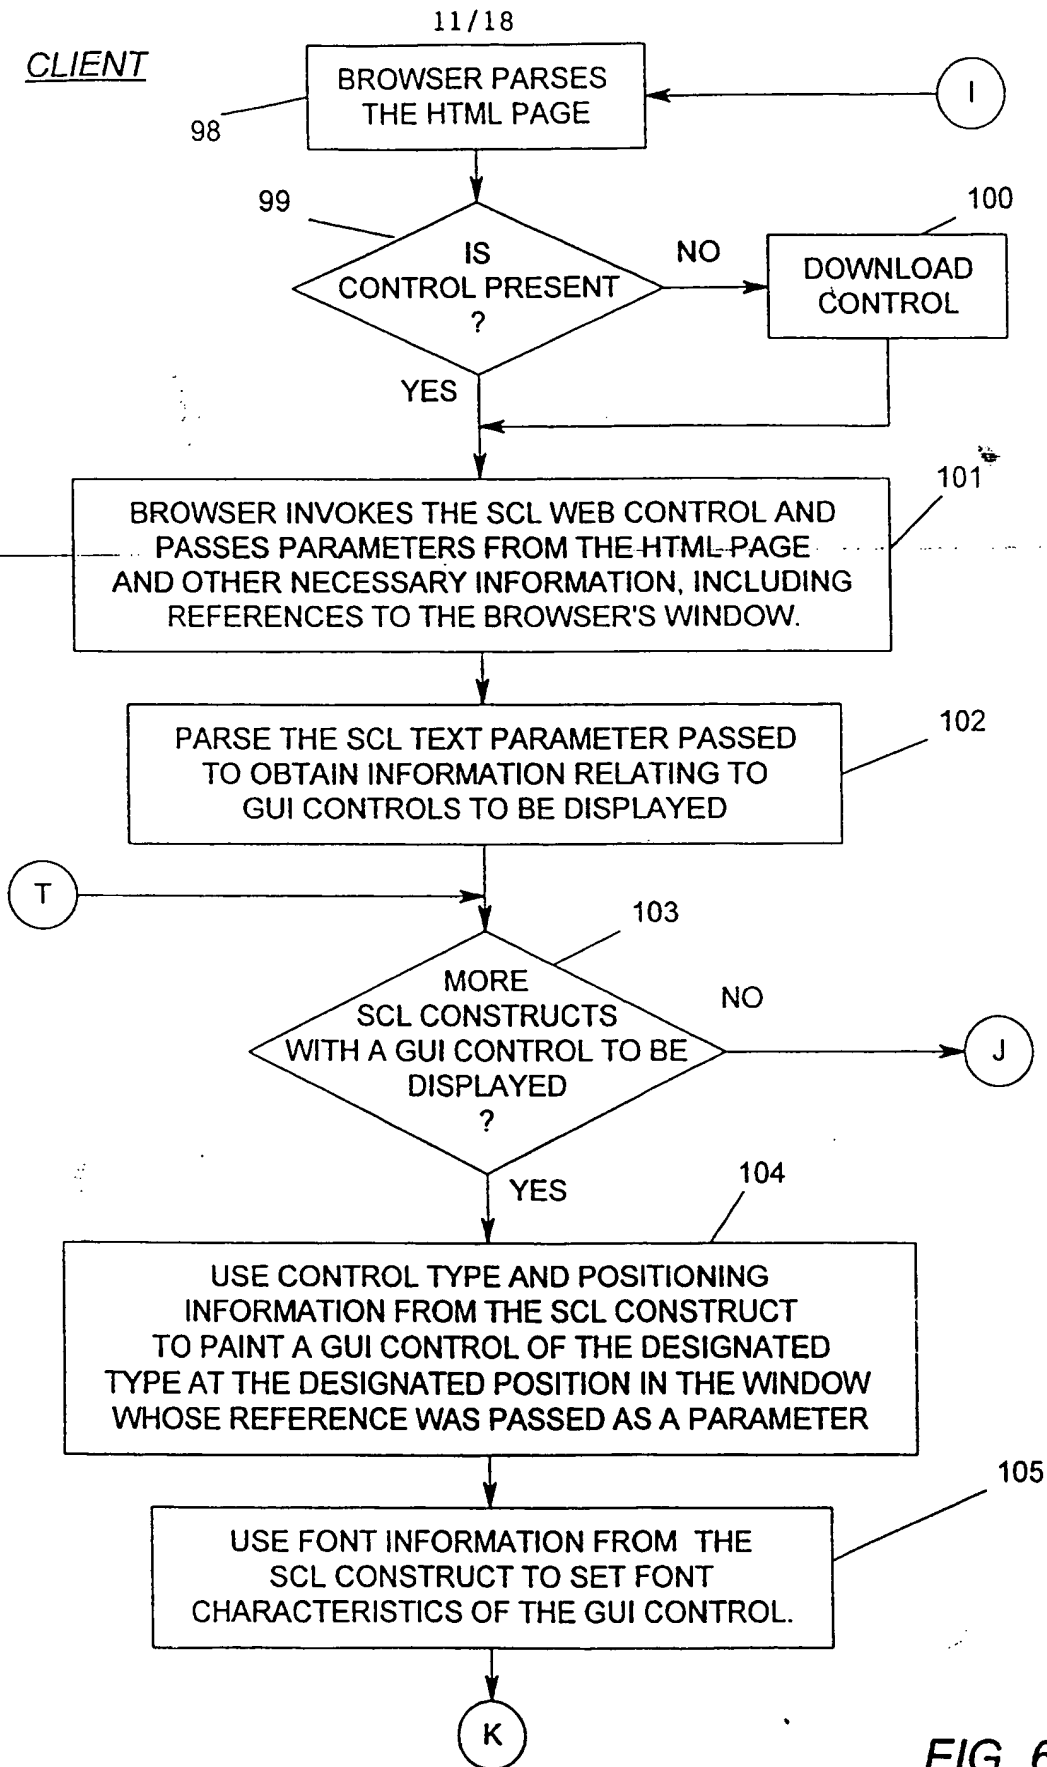 11/18
CLIENT
BROWSER PARSES
THE HTML PAGE
I
98
99
IS
CONTROL PRESENT
?
NO
100
DOWNLOAD
CONTROL
YES
101
BROWSER INVOKES THE SCL WEB CONTROL AND
PASSES PARAMETERS FROM THE HTML PAGE
AND OTHER NECESSARY INFORMATION, INCLUDING
REFERENCES TO THE BROWSER'S WINDOW.
102
PARSE THE SCL TEXT PARAMETER PASSED
TO OBTAIN INFORMATION RELATING TO
GUI CONTROLS TO BE DISPLAYED
T
103
MORE
SCL CONSTRUCTS
WITH A GUI CONTROL TO BE
DISPLAYED
?
NO
J
YES
104
USE CONTROL TYPE AND POSITIONING
INFORMATION FROM THE SCL CONSTRUCT
TO PAINT A GUI CONTROL OF THE DESIGNATED
TYPE AT THE DESIGNATED POSITION IN THE WINDOW
WHOSE REFERENCE WAS PASSED AS A PARAMETER
105
USE FONT INFORMATION FROM THE
SCL CONSTRUCT TO SET FONT
CHARACTERISTICS OF THE GUI CONTROL.
K
FIG. 6